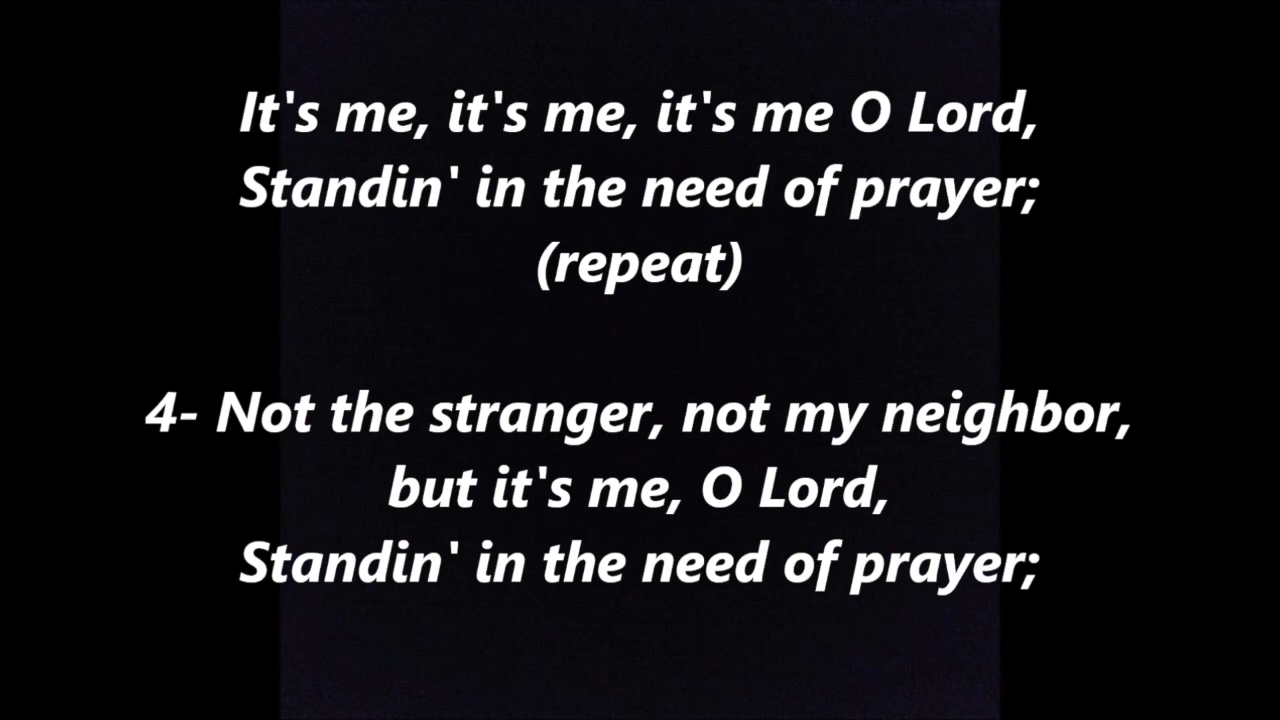 It's me, it's me, it's me O Lord,
Standin' in the need of prayer;
(repeat)
4- Not the stranger, not my neighbor,
but it's me, O Lord,
Standin' in the need of prayer;